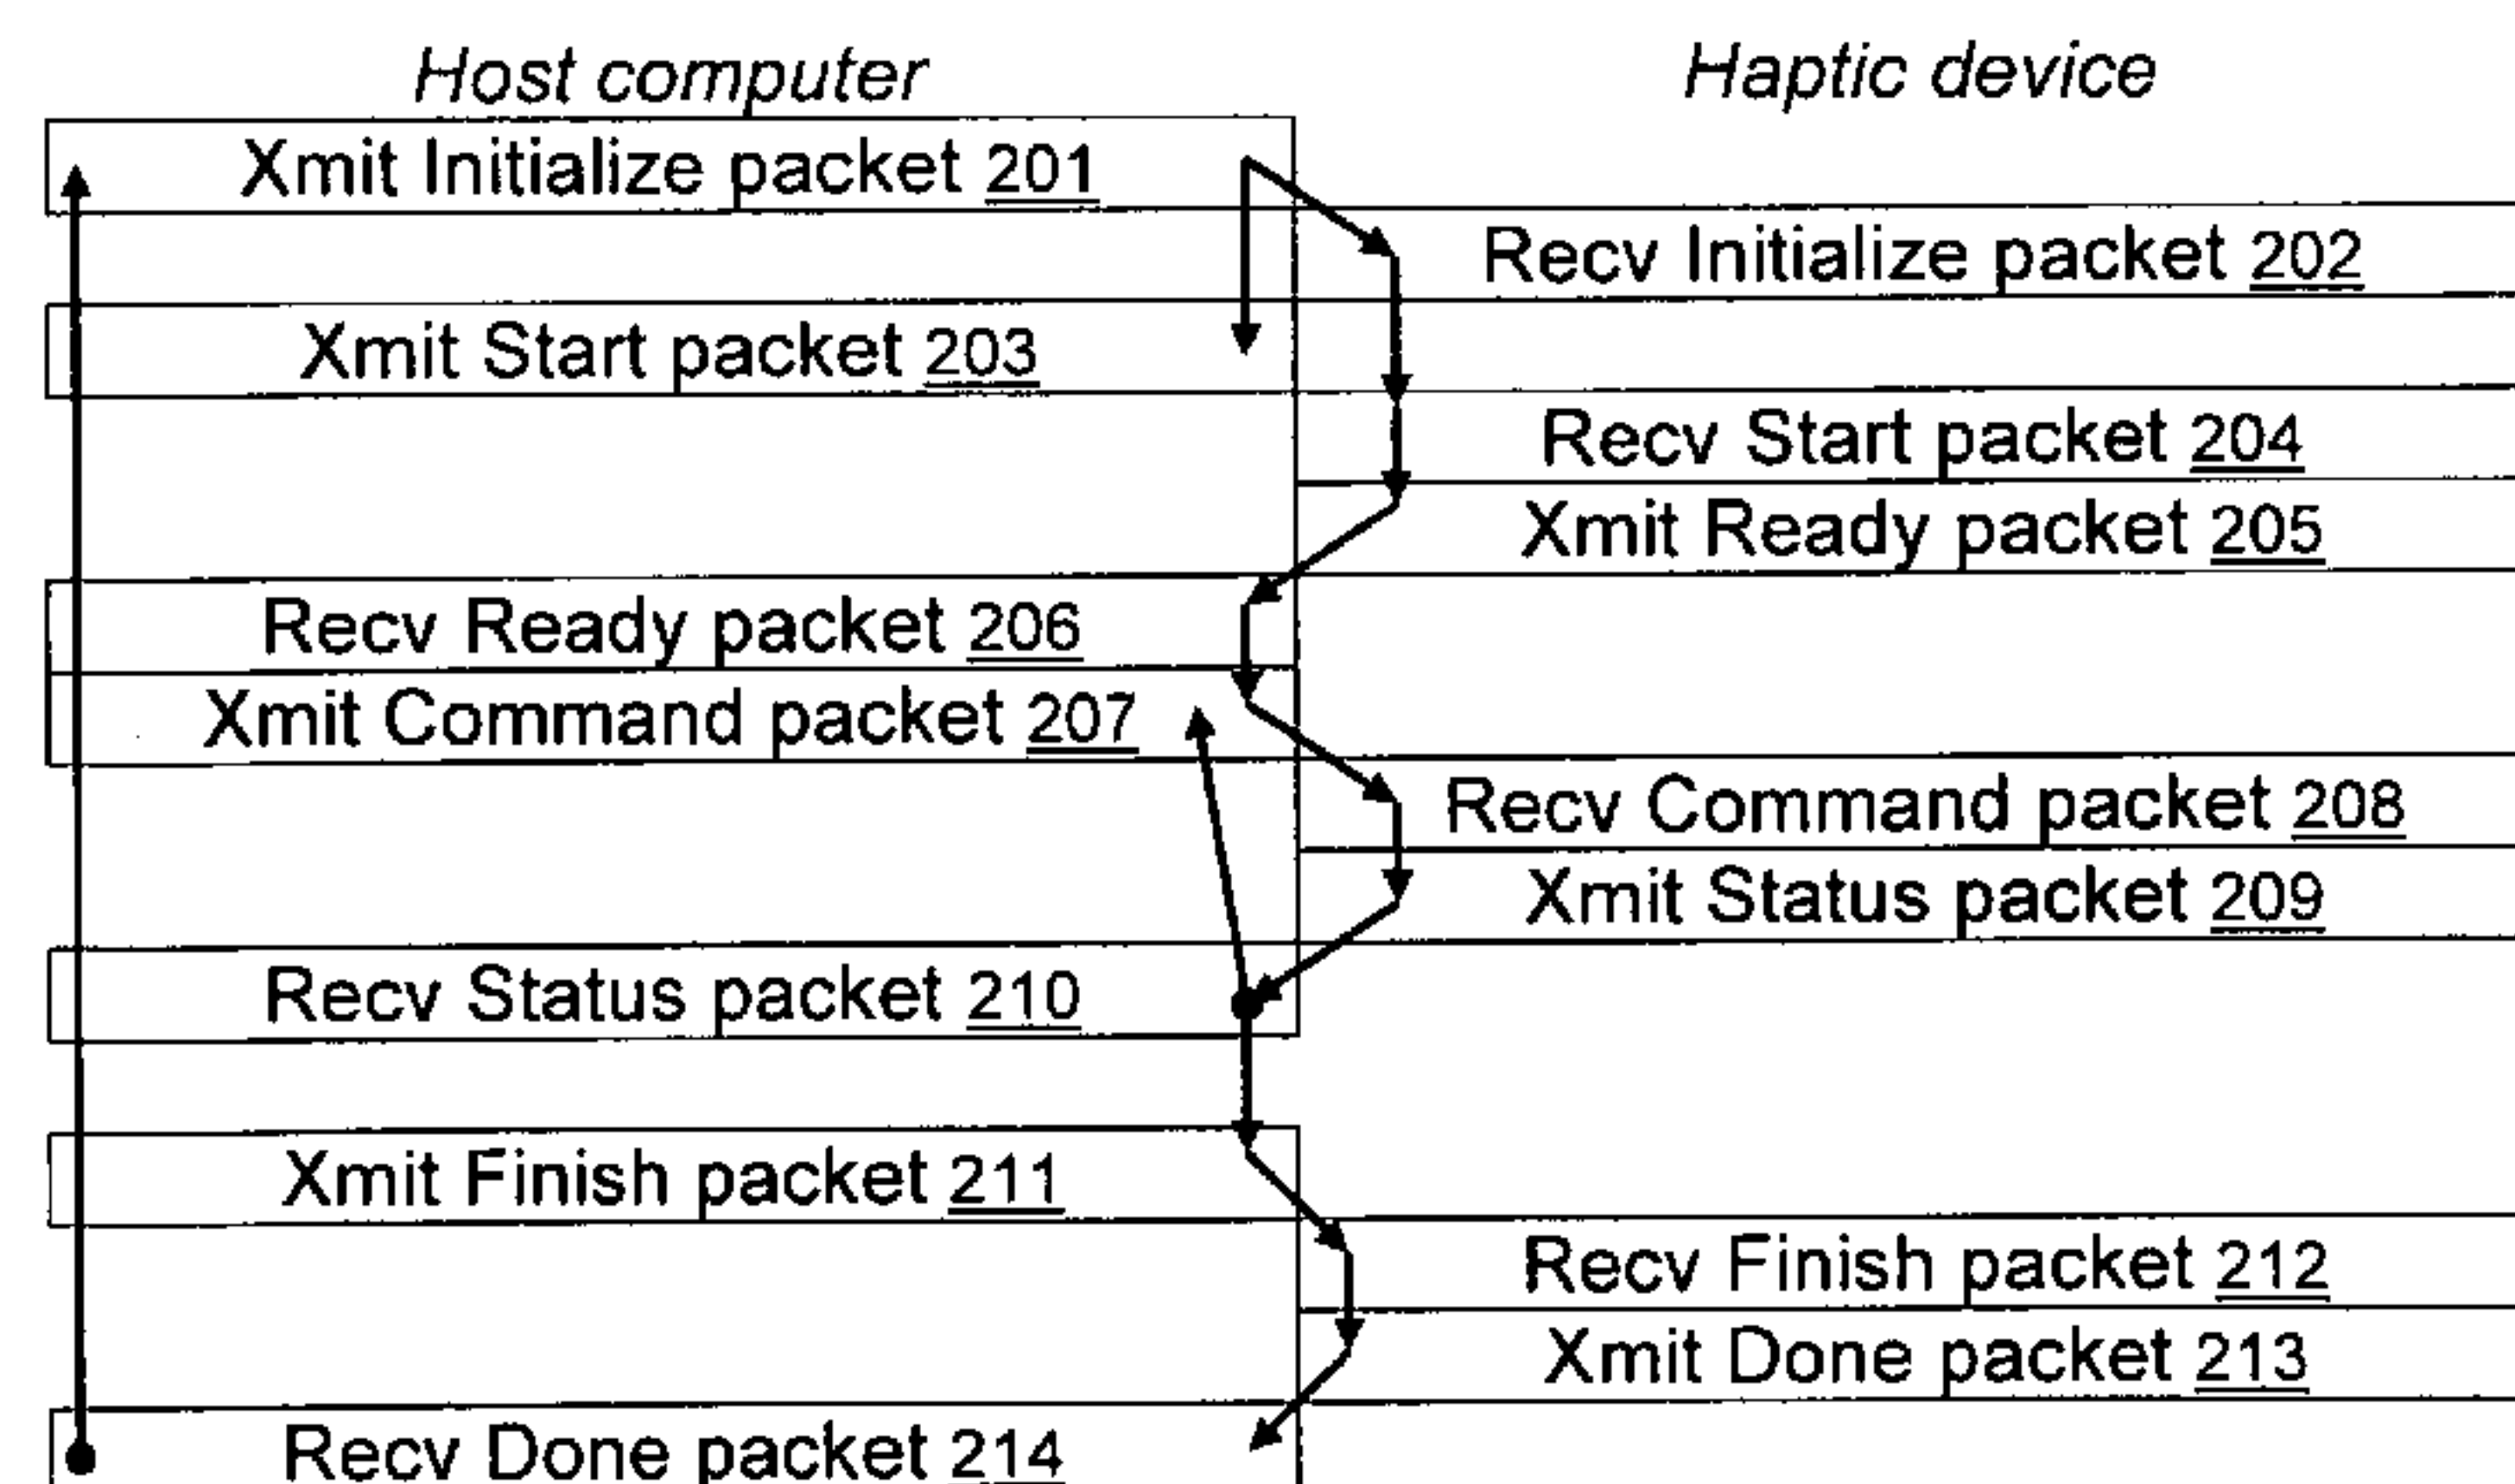 Host computer
Haptic device
Xmit Initialize packet 201
Recv Initialize packet 202
Xmit Start packet 203
Recv Start packet 204
Xmit Ready packet 205
Recv Ready packet 206
Xmit Command packet 207
Recv Command packet 208
Xmit Status packet 209
Recv Status packet 210
Xmit Finish packet 211
Recv Finish packet 212
Xmit Done packet 213
Recv Done packet 214